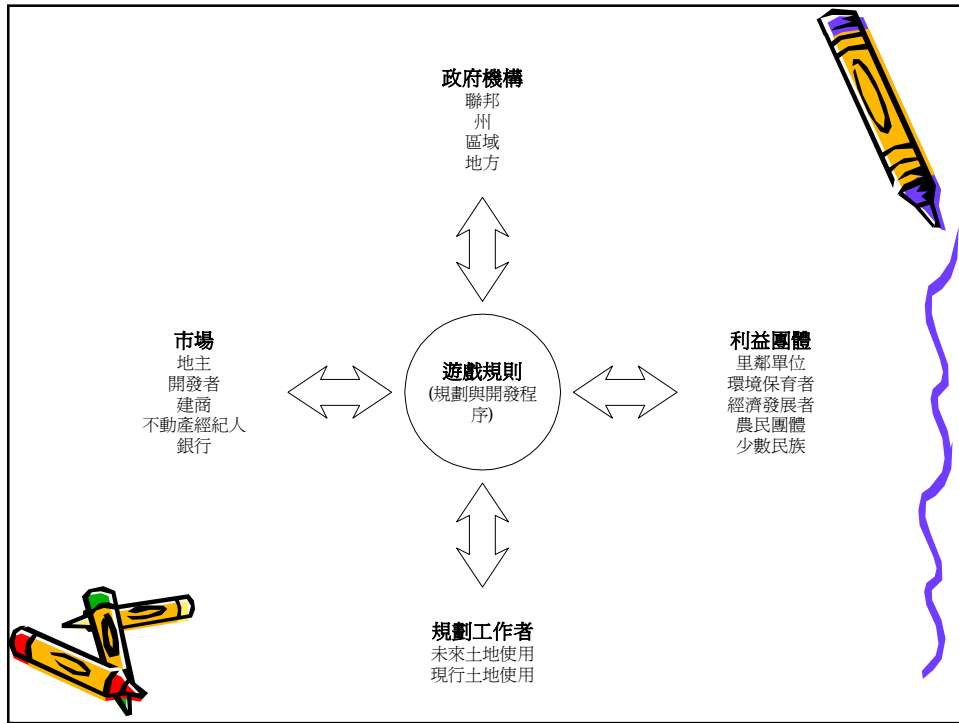 政府機構
聯邦
州
區域
地方
市場
地主
開發者
建商
不動產經紀人
銀行
遊戲規則
(規劃與開發程
序)
利益團體
里鄰單位
環境保育者
經濟發展者
農民團體
少數民族
規劃工作者
未來土地使用
現行土地使用